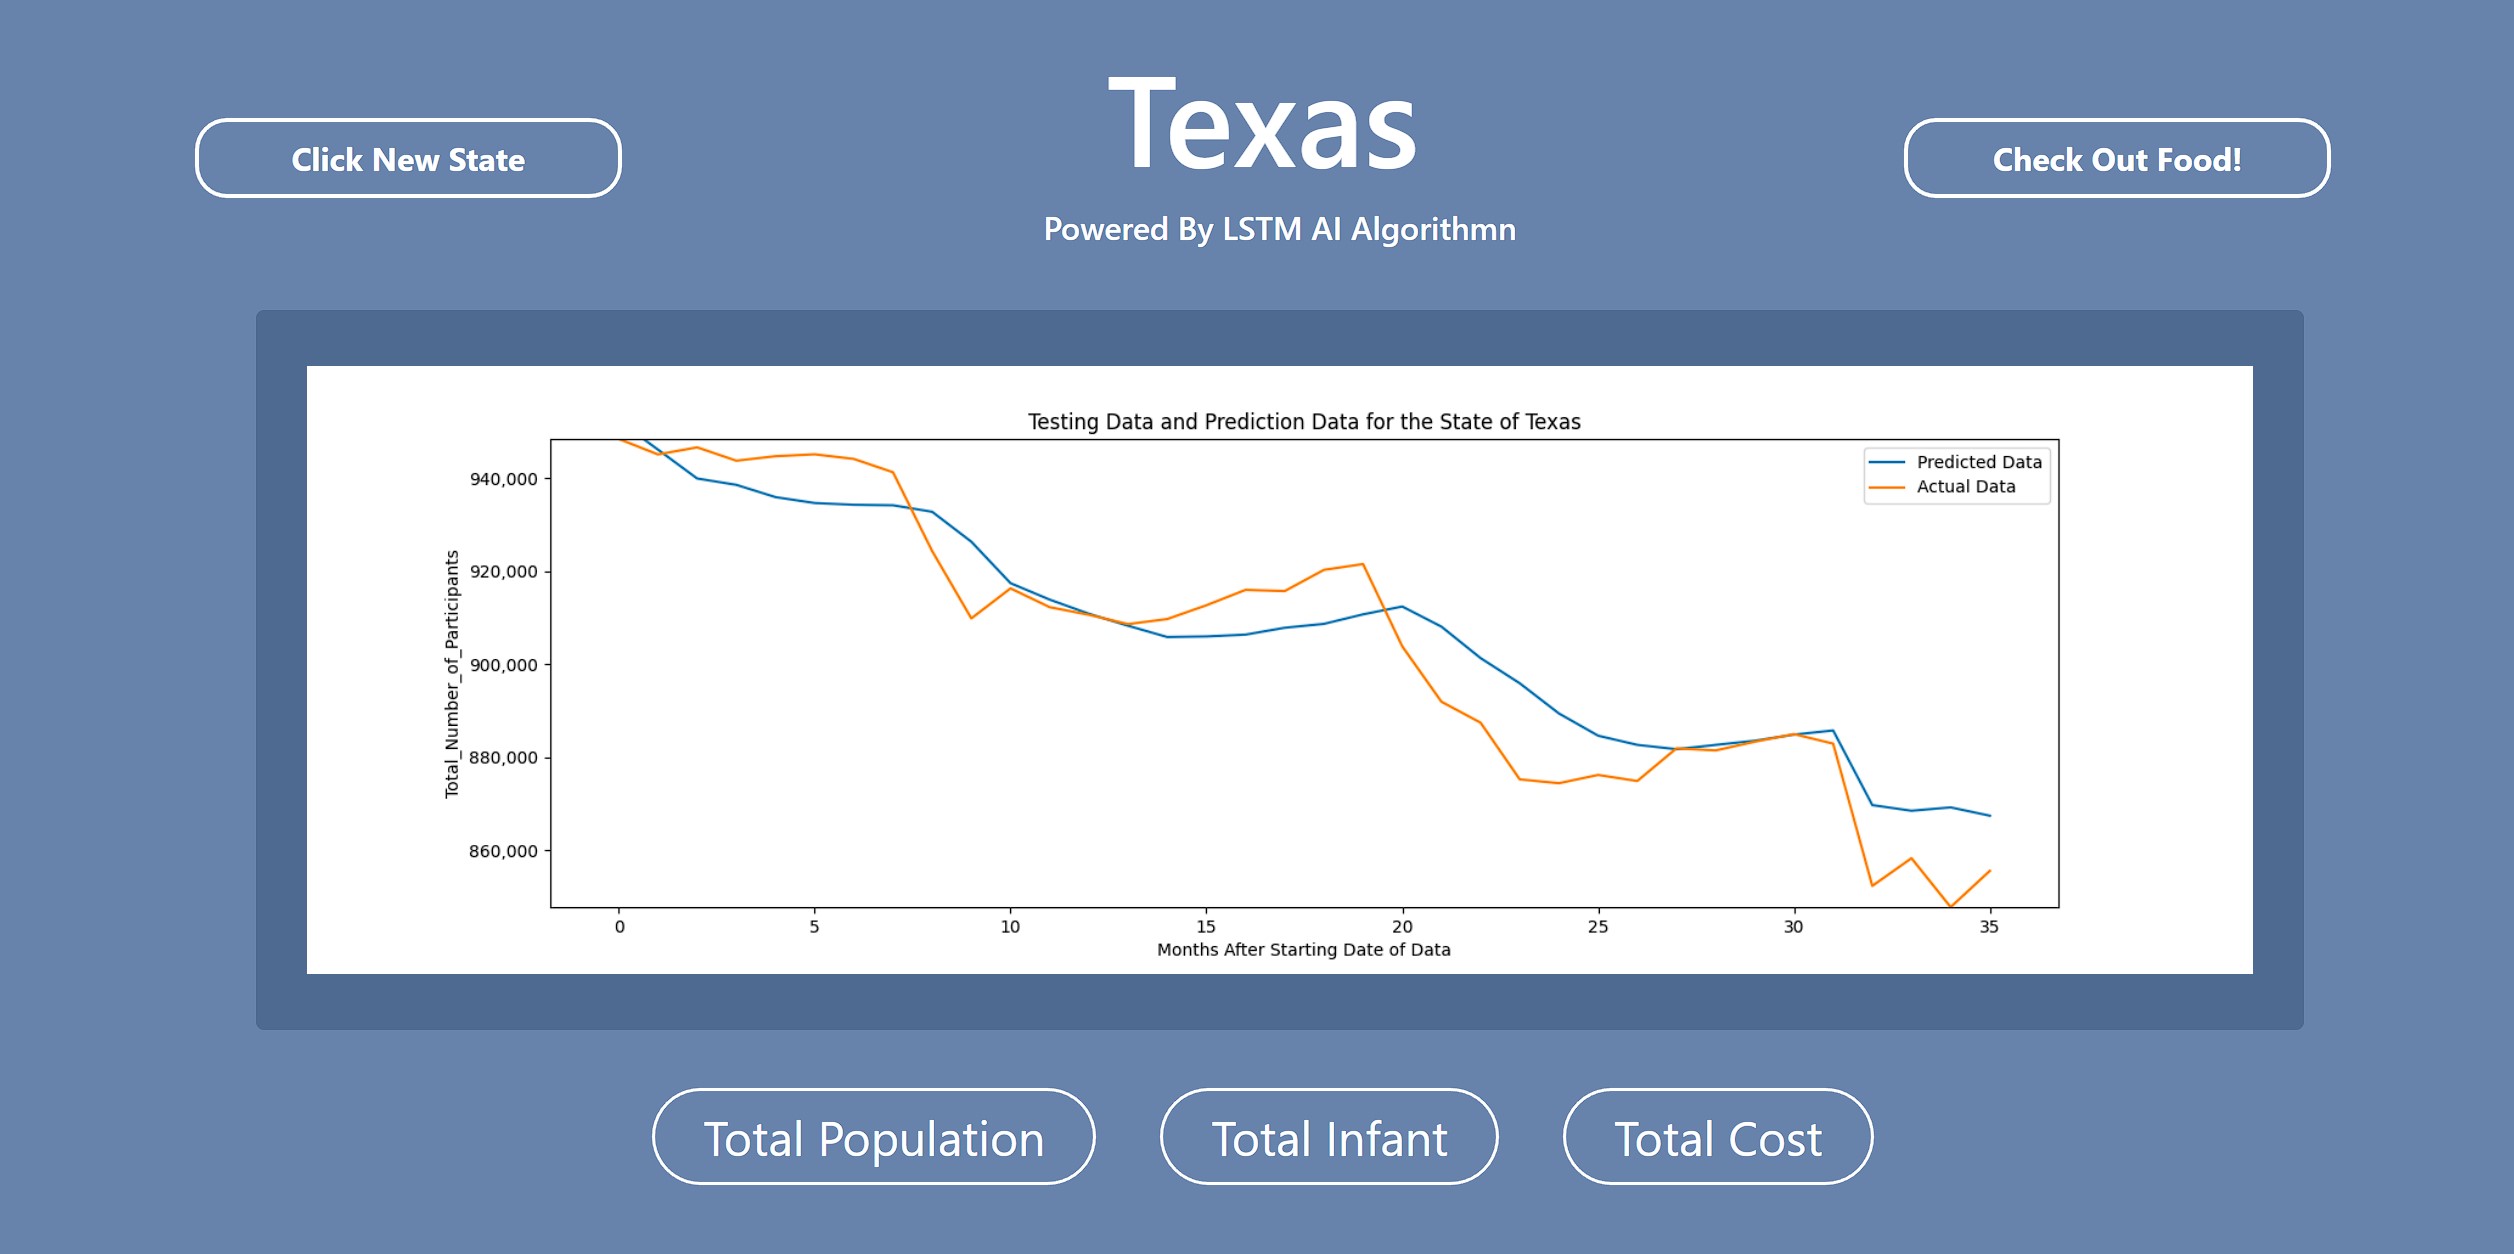 Texas
Click New State
Check Out Food!
Powered By LSTM AI Algorithmn
Testing Data and Prediction Data for the State of Texas
Predicted Data
Actual Data
Total_Number_of_Participants
940,000
920,000
900,000
880,000
860,000
0 5 10 15 20 25 30 35
Months After Starting Date of Data
Total Population
Total Infant
Total Cost